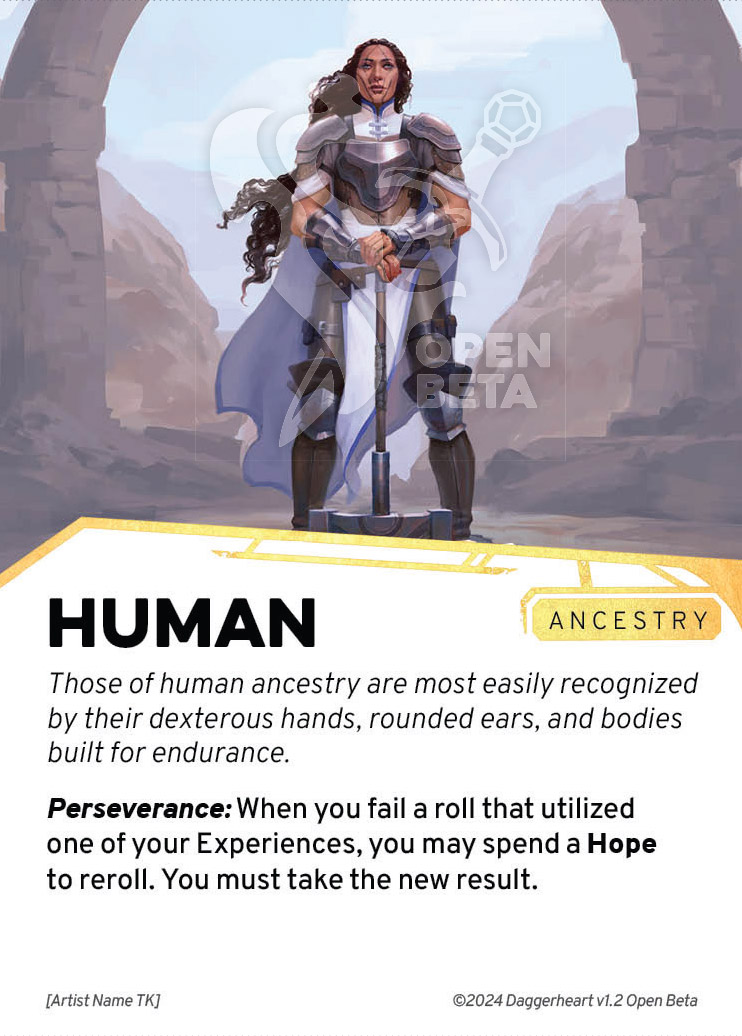 OPEN
BETA
HUMAN
ANCESTRY
Those of human ancestry are most easily recognized
by their dexterous hands, rounded ears, and bodies
built for endurance.
Perseverance: When you fail a roll that utilized
one of your Experiences, you may spend a Hope
to reroll. You must take the new result.
[Artist Name TK]
©2024 Daggerheart v1.2 Open Beta